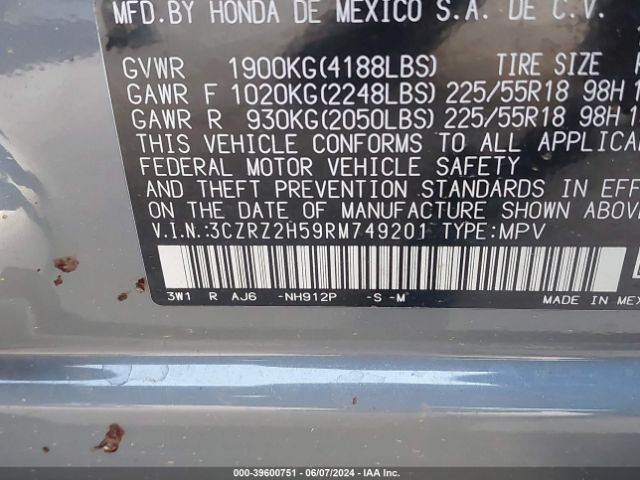 MFD.BY HONDA DE MEXICO S.A. DE C.V.
GVWR 1900KG(4188LBS) TIRE SIZE
GAWR F 1020KG(2248LBS) 225/55R18 98H
GAWR R 930KG(2050LBS) 225/55R18 98H
THIS VEHICLE CONFORMS TO ALL APPLICA
FEDERAL MOTOR VEHICLE SAFETY
AND THEFT PREVENTION STANDARDS IN EFFE
ON THE DATE OF MANUFACTURE SHOWN ABOVE
V.I.N.:3CZRZ2H59RM749201 TYPE:MPV
3W1 R AJ6 -NH912P -S -M MADE IN MEX
000-39600751 - 06/07/2024 - IAA Inc.